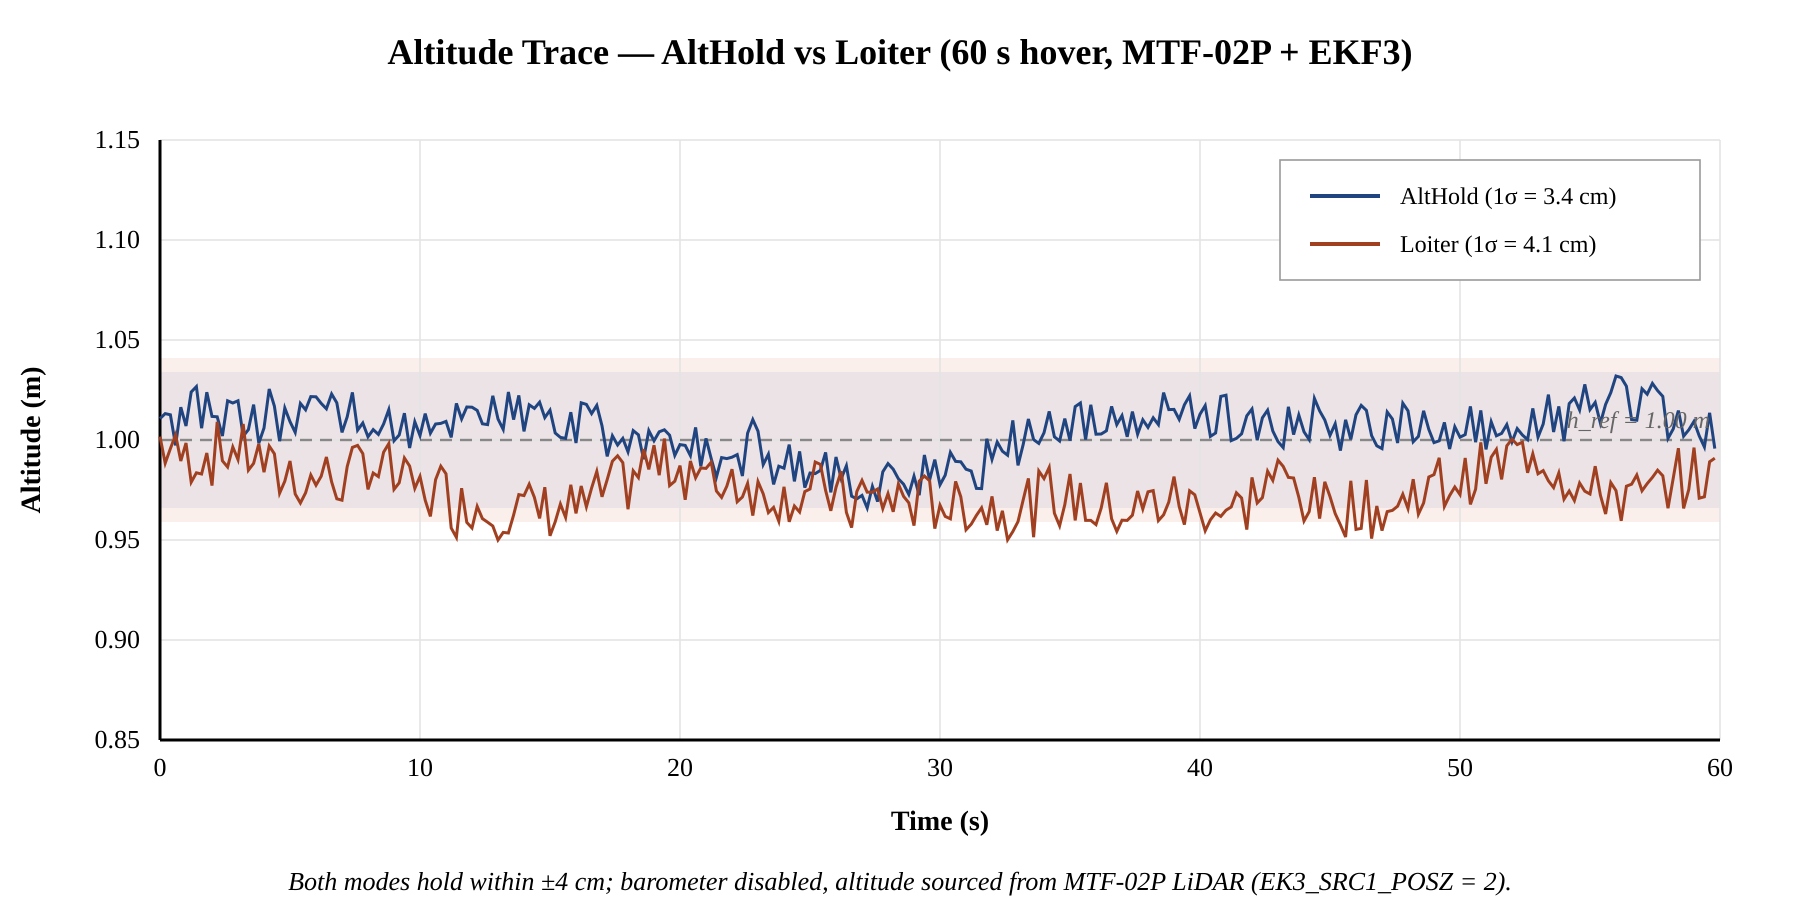 Altitude Trace — AltHold vs Loiter (60 s hover, MTF-02P + EKF3)
1.15
1.10
1.05
1.00
0.95
0.90
0.85
Altitude (m)
AltHold (1σ = 3.4 cm)
Loiter (1σ = 4.1 cm)
h_ref = 1.00 m
0 10 20 30 40 50 60
Time (s)
Both modes hold within ±4 cm; barometer disabled, altitude sourced from MTF-02P LiDAR (EK3_SRC1_POSZ = 2).